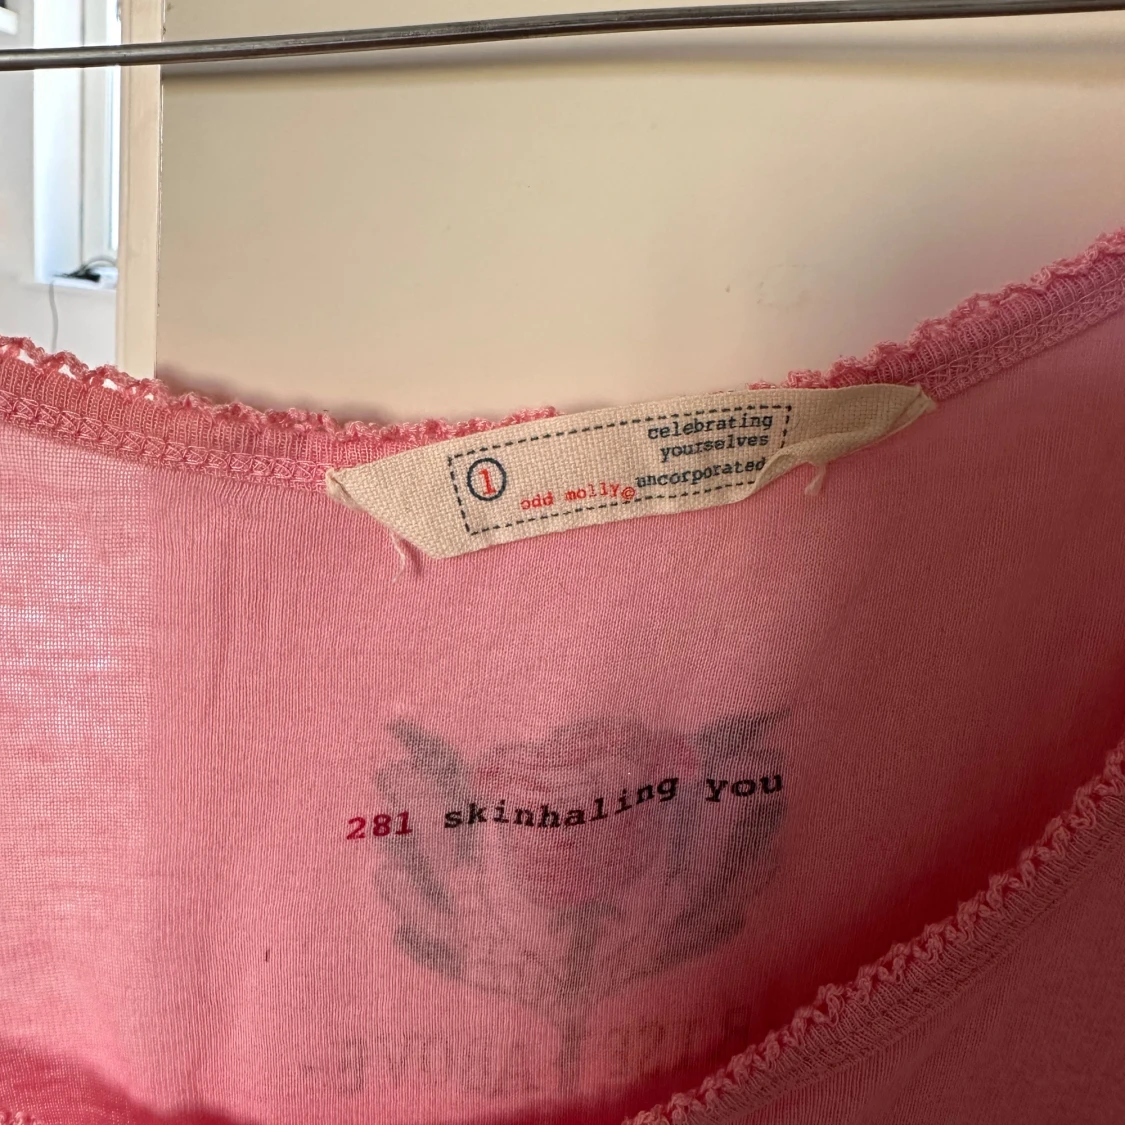 celebrating
yourselves
1 odd molly© uncorporated
281 skinhaling you